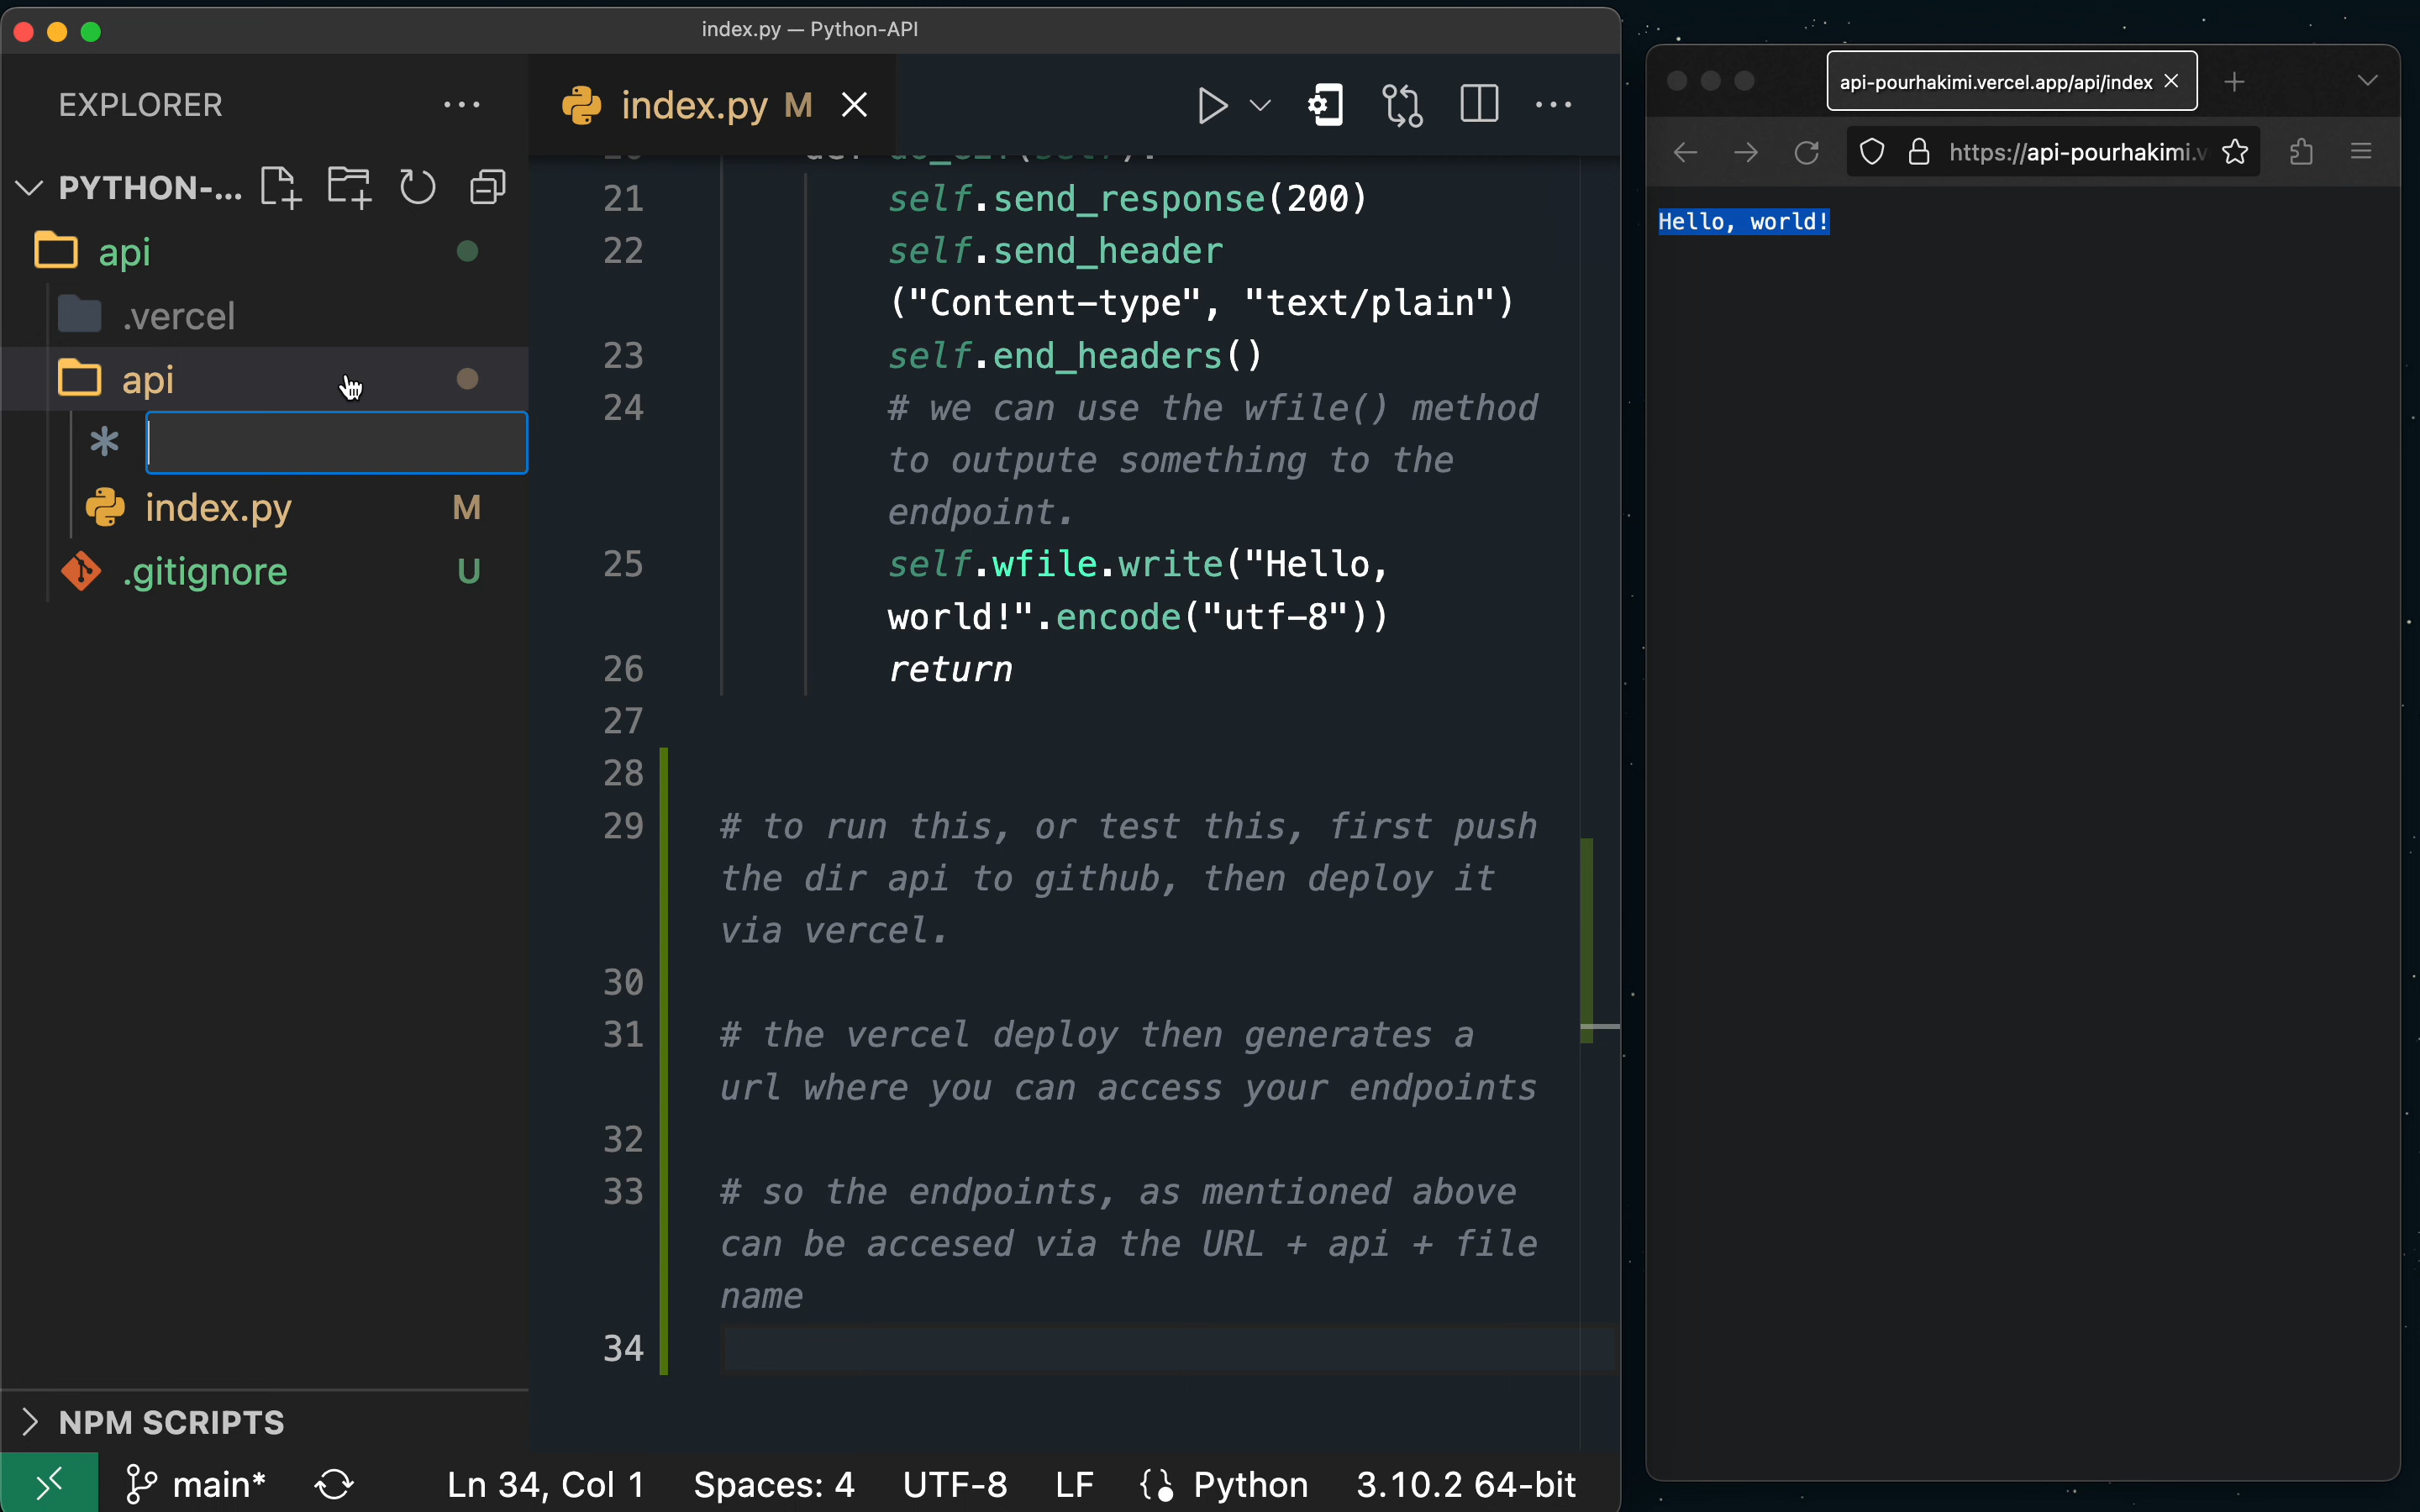 index.py — Python-API
EXPLORER
PYTHON-...
api
.vercel
api
index.py M
.gitignore U
NPM SCRIPTS
index.py M
20
21 self.send_response(200)
22 self.send_header
("Content-type", "text/plain")
23 self.end_headers()
24 # we can use the wfile() method
to outpute something to the
endpoint.
25 self.wfile.write("Hello,
world!".encode("utf-8"))
26 return
27
28
29 # to run this, or test this, first push
the dir api to github, then deploy it
via vercel.
30
31 # the vercel deploy then generates a
url where you can access your endpoints
32
33 # so the endpoints, as mentioned above
can be accesed via the URL + api + file
name
34
main* Ln 34, Col 1 Spaces: 4 UTF-8 LF Python 3.10.2 64-bit
api-pourhakimi.vercel.app/api/index
https://api-pourhakimi.v
Hello, world!